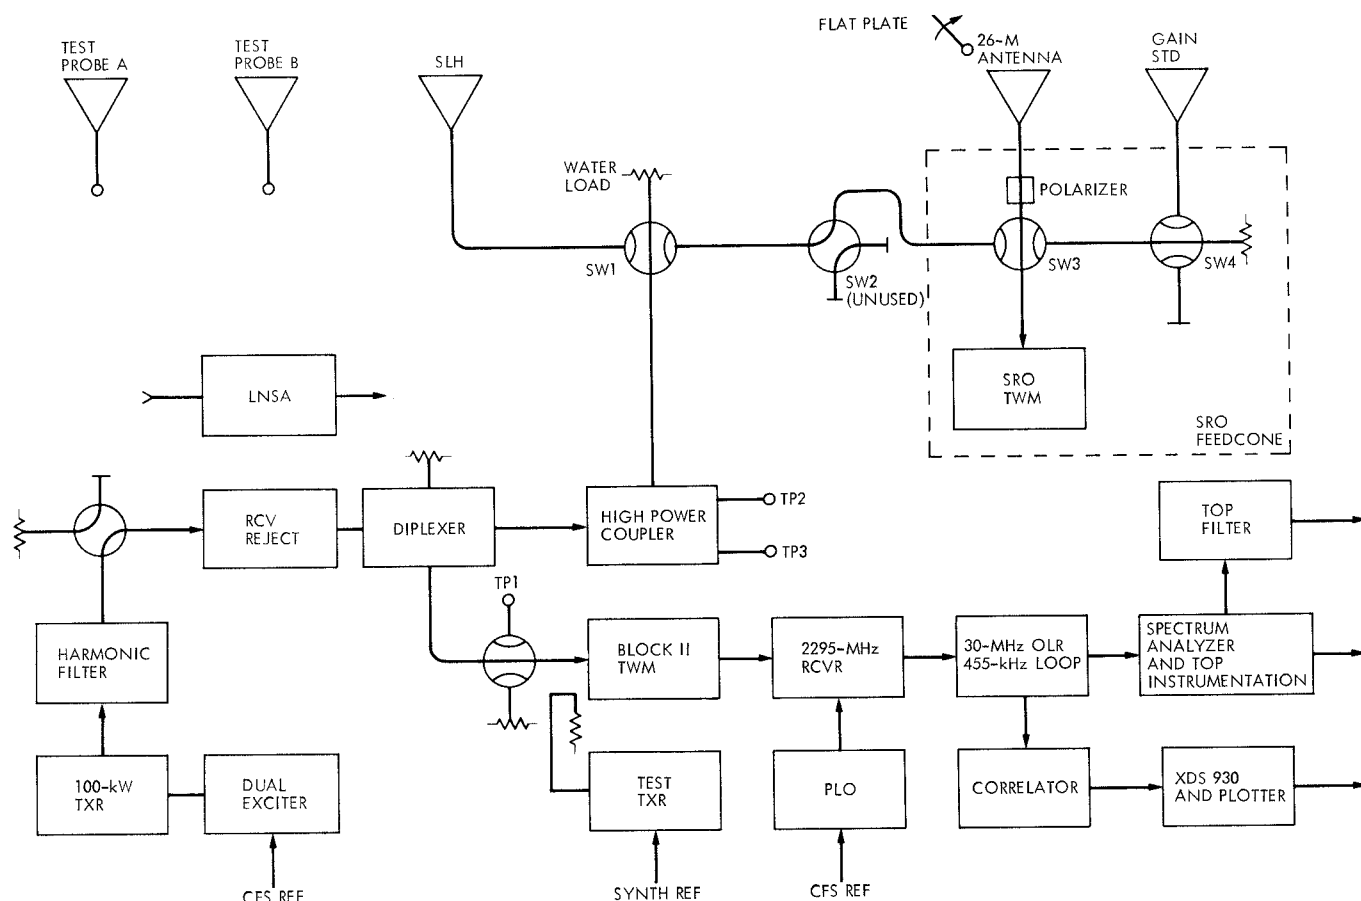 FLAT PLATE
TEST
PROBE A
TEST
PROBE B
SLH
26-M
ANTENNA
GAIN
STD
WATER
LOAD
POLARIZER
SW1
SW2
(UNUSED)
SW3
SW4
LNSA
SRO
TWM
SRO
FEEDCONE
RCV
REJECT
DIPLEXER
HIGH POWER
COUPLER
TP2
TP3
TOP
FILTER
TP1
HARMONIC
FILTER
BLOCK II
TWM
2295-MHz
RCVR
30-MHz OLR
455-kHz LOOP
SPECTRUM
ANALYZER
AND TOP
INSTRUMENTATION
100-kW
TXR
DUAL
EXCITER
TEST
TXR
PLO
CORRELATOR
XDS 930
AND PLOTTER
CFS REF
SYNTH REF
CFS REF